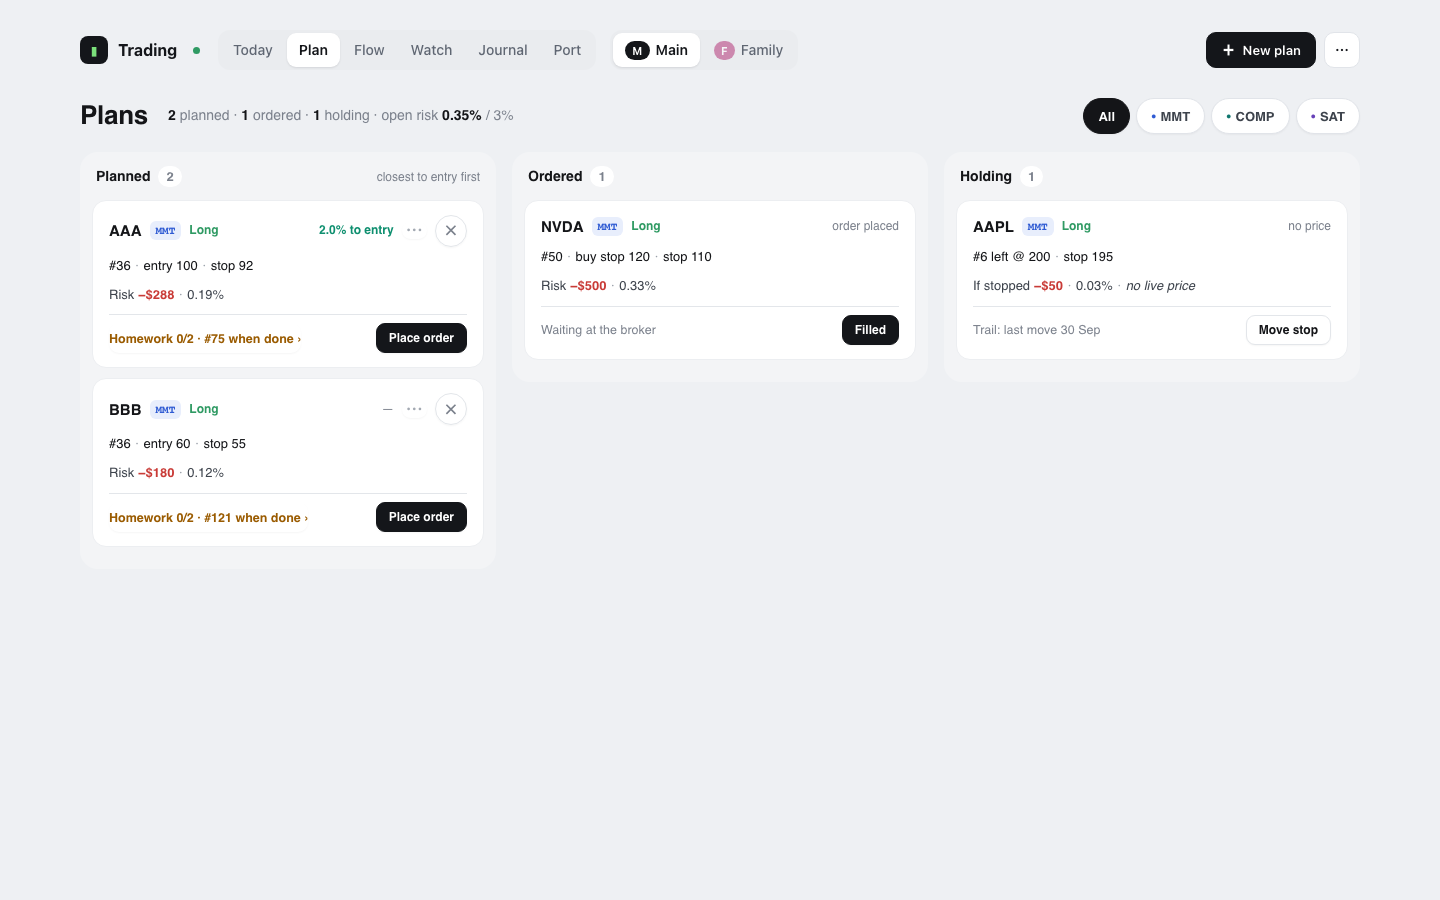 Trading Today Plan Flow Watch Journal Port M Main F Family + New plan ···
Plans 2 planned · 1 ordered · 1 holding · open risk 0.35% / 3% All • MMT • COMP • SAT
Planned 2 closest to entry first
AAA MMT Long 2.0% to entry ··· ✕
#36 · entry 100 · stop 92
Risk –$288 · 0.19%
Homework 0/2 · #75 when done › Place order
BBB MMT Long — ··· ✕
#36 · entry 60 · stop 55
Risk –$180 · 0.12%
Homework 0/2 · #121 when done › Place order
Ordered 1
NVDA MMT Long order placed
#50 · buy stop 120 · stop 110
Risk –$500 · 0.33%
Waiting at the broker Filled
Holding 1
AAPL MMT Long no price
#6 left @ 200 · stop 195
If stopped –$50 · 0.03% · no live price
Trail: last move 30 Sep Move stop